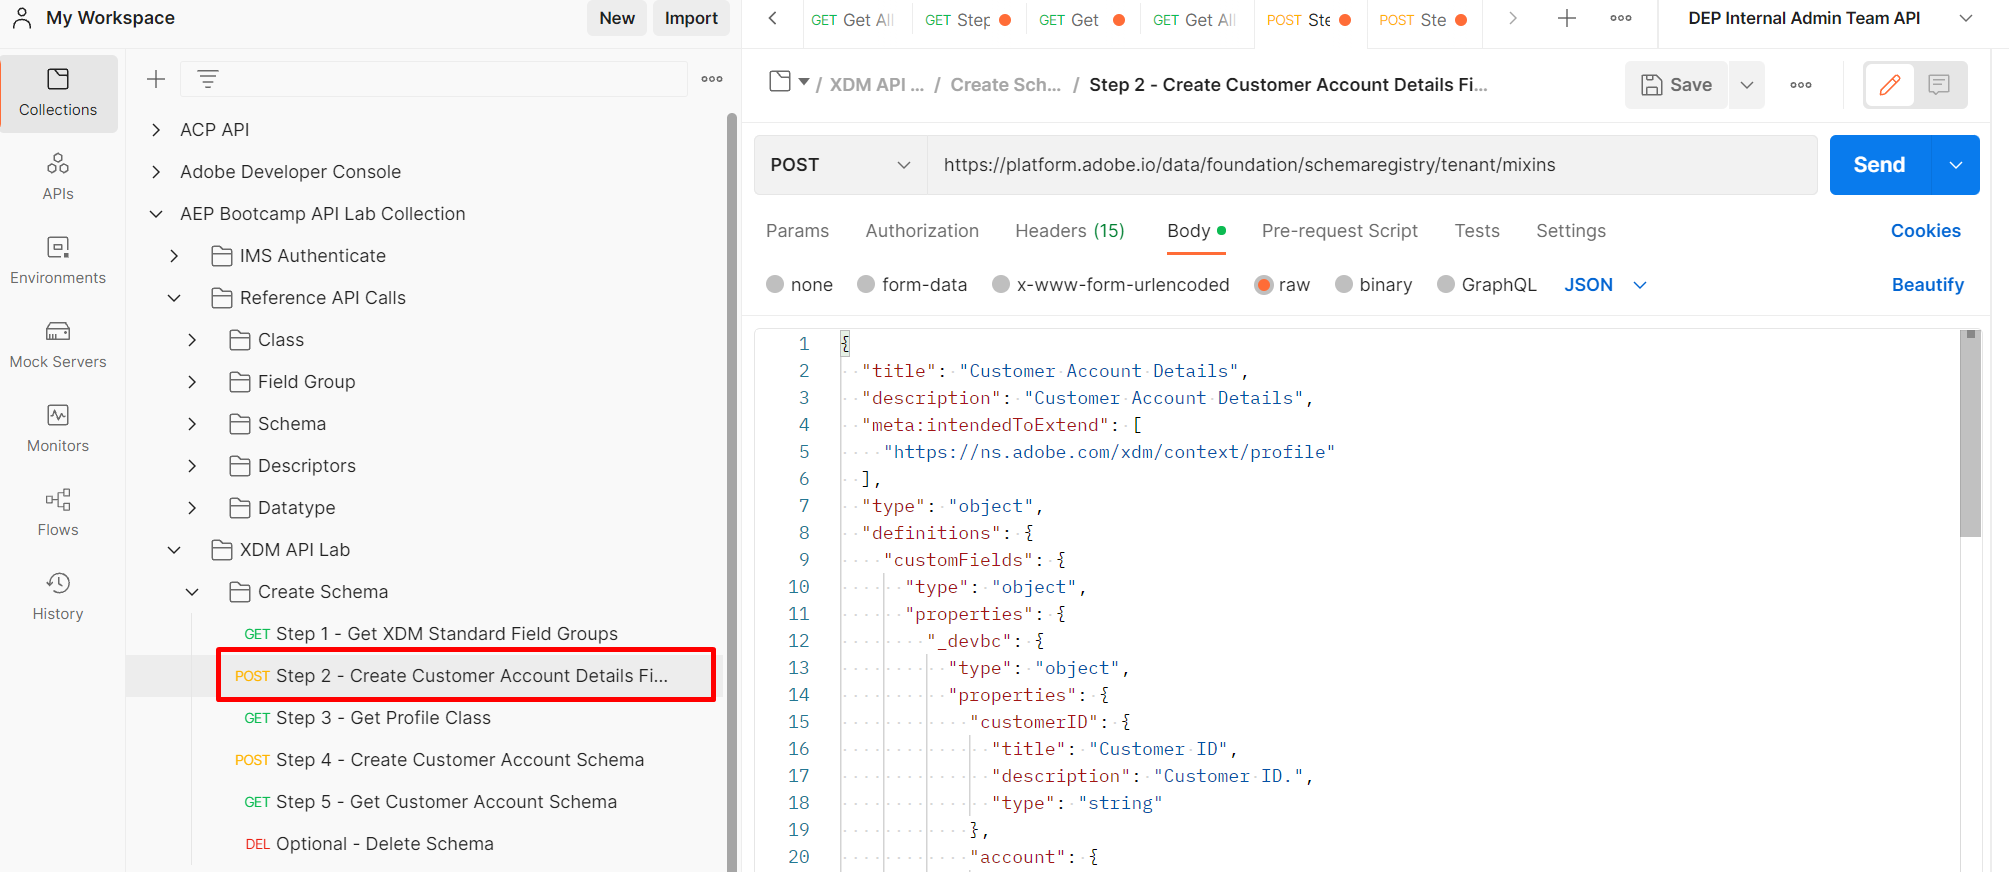 My Workspace
New
Import
Collections
APIs
Environments
Mock Servers
Monitors
Flows
History
ACP API
Adobe Developer Console
AEP Bootcamp API Lab Collection
IMS Authenticate
Reference API Calls
Class
Field Group
Schema
Descriptors
Datatype
XDM API Lab
Create Schema
GET Step 1 - Get XDM Standard Field Groups
POST Step 2 - Create Customer Account Details Fi...
GET Step 3 - Get Profile Class
POST Step 4 - Create Customer Account Schema
GET Step 5 - Get Customer Account Schema
DEL Optional - Delete Schema
GET Get Al
GET Step
GET Get
GET Get Al
POST Ste
POST Ste
DEP Internal Admin Team API
/ XDM API ... / Create Sch... / Step 2 - Create Customer Account Details Fi...
Save
POST
https://platform.adobe.io/data/foundation/schemaregistry/tenant/mixins
Send
Params Authorization Headers (15) Body Pre-request Script Tests Settings Cookies
none form-data x-www-form-urlencoded raw binary GraphQL JSON Beautify
1 {
2 "title": "Customer Account Details",
3 "description": "Customer Account Details",
4 "meta:intendedToExtend": [
5 "https://ns.adobe.com/xdm/context/profile"
6 ],
7 "type": "object",
8 "definitions": {
9 "customFields": {
10 "type": "object",
11 "properties": {
12 "_devbc": {
13 "type": "object",
14 "properties": {
15 "customerID": {
16 "title": "Customer ID",
17 "description": "Customer ID.",
18 "type": "string"
19 },
20 "account": {